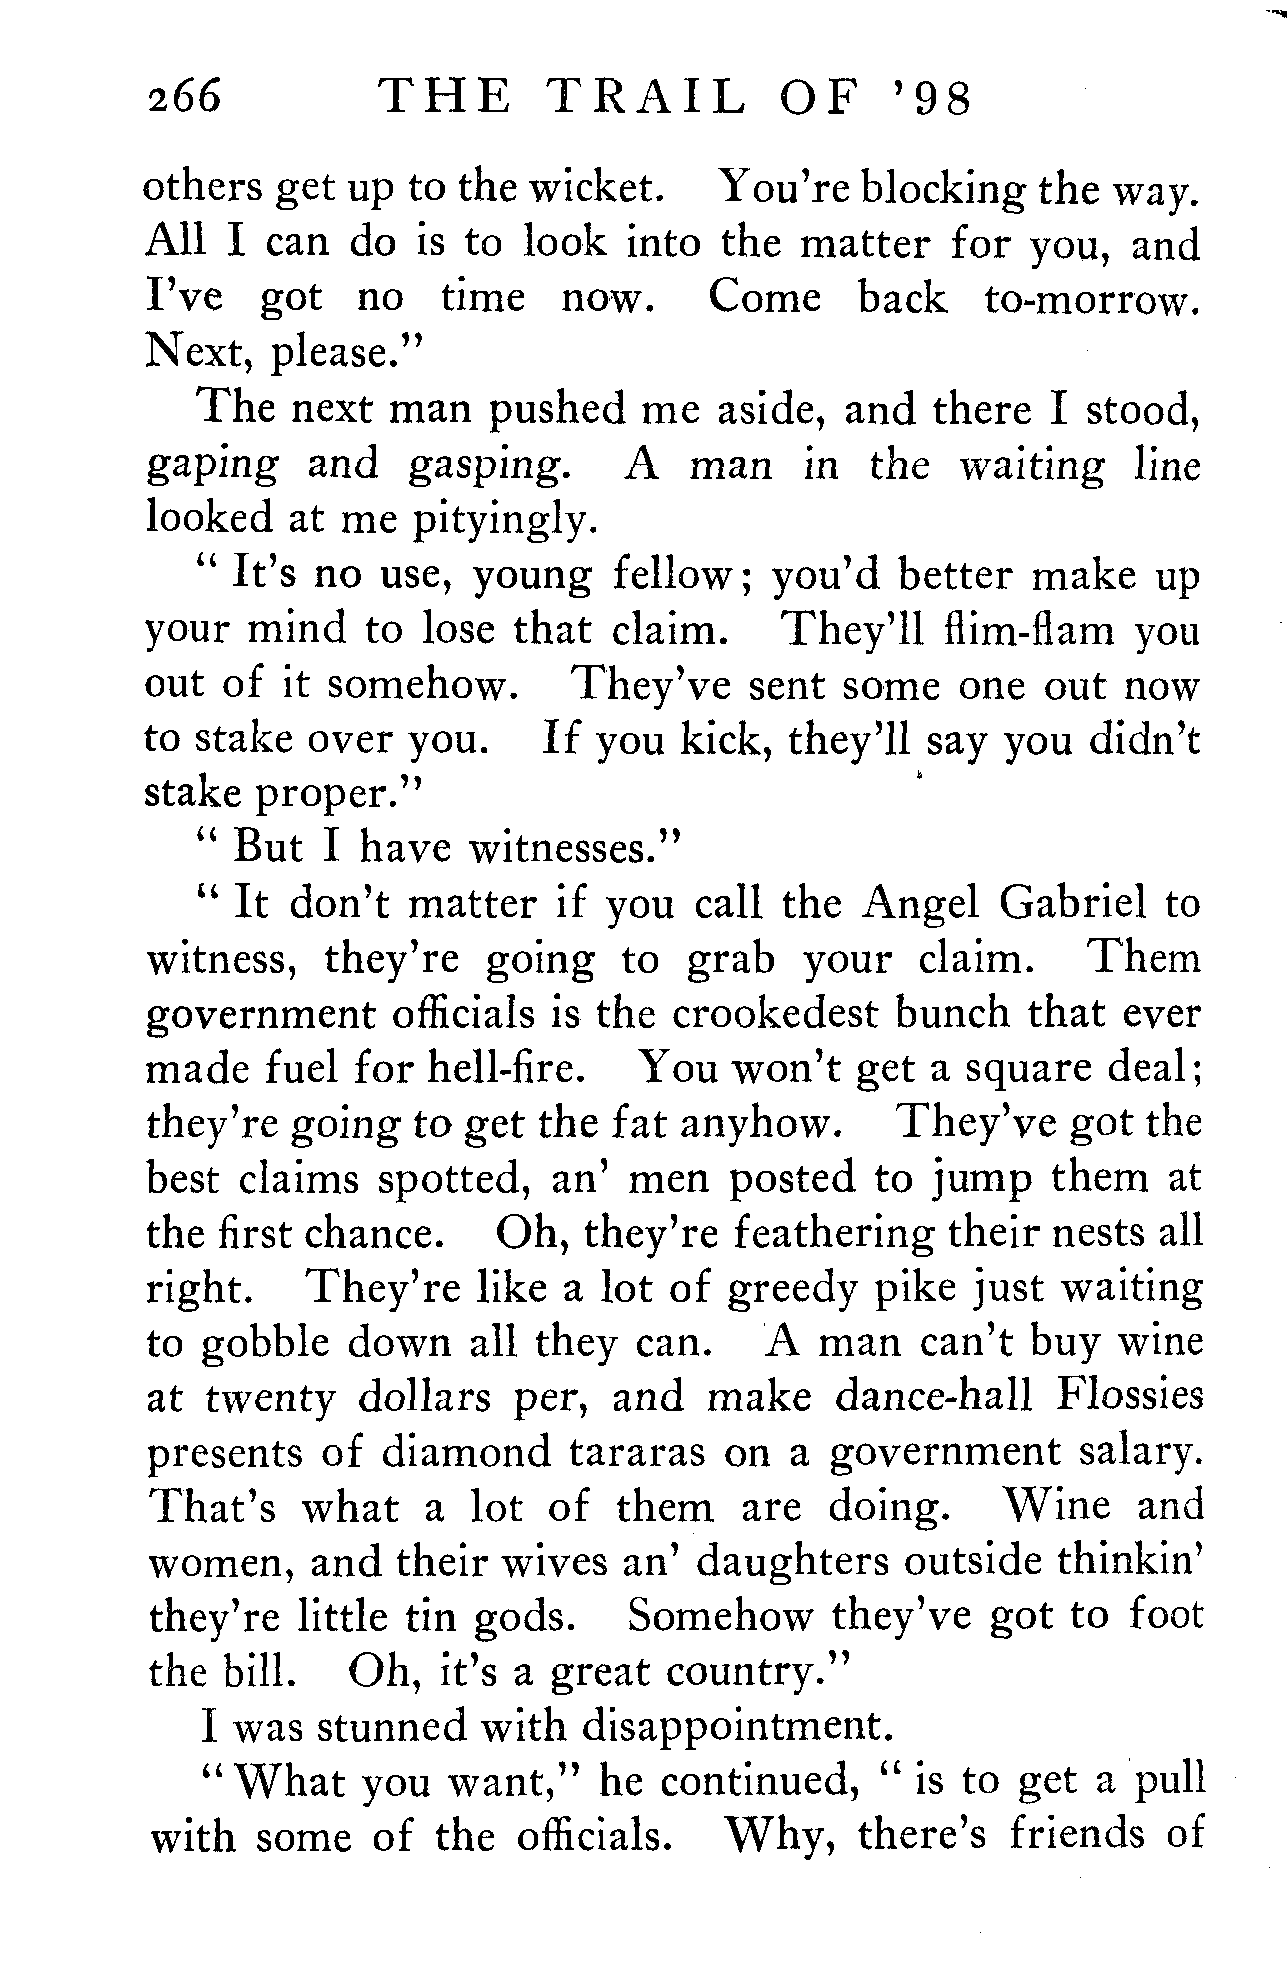 266 THE TRAIL OF '98
others get up to the wicket. You're blocking the way.
All I can do is to look into the matter for you, and
I've got no time now. Come back to-morrow.
Next, please."
The next man pushed me aside, and there I stood,
gaping and gasping. A man in the waiting line
looked at me pityingly.
" It's no use, young fellow; you'd better make up
your mind to lose that claim. They'll flim-flam you
out of it somehow. They've sent some one out now
to stake over you. If you kick, they'll say you didn't
stake proper."
" But I have witnesses."
" It don't matter if you call the Angel Gabriel to
witness, they're going to grab your claim. Them
government officials is the crookedest bunch that ever
made fuel for hell-fire. You won't get a square deal;
they're going to get the fat anyhow. They've got the
best claims spotted, an' men posted to jump them at
the first chance. Oh, they're feathering their nests all
right. They're like a lot of greedy pike just waiting
to gobble down all they can. A man can't buy wine
at twenty dollars per, and make dance-hall Flossies
presents of diamond tararas on a government salary.
That's what a lot of them are doing. Wine and
women, and their wives an' daughters outside thinkin'
they're little tin gods. Somehow they've got to foot
the bill. Oh, it's a great country."
I was stunned with disappointment.
" What you want," he continued, " is to get a pull
with some of the officials. Why, there's friends of